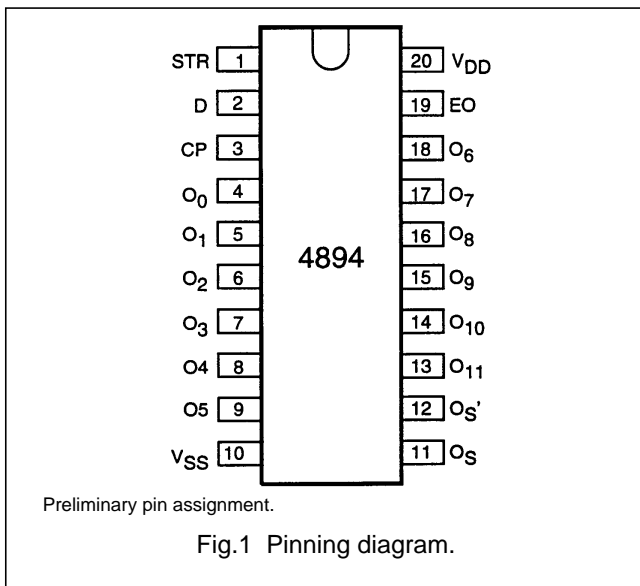 STR 1 20 VDD
D 2 19 EO
CP 3 18 O6
O0 4 17 O7
O1 5 16 O8
4894
O2 6 15 O9
O3 7 14 O10
O4 8 13 O11
O5 9 12 OS'
VSS 10 11 OS
Preliminary pin assignment.
Fig.1 Pinning diagram.